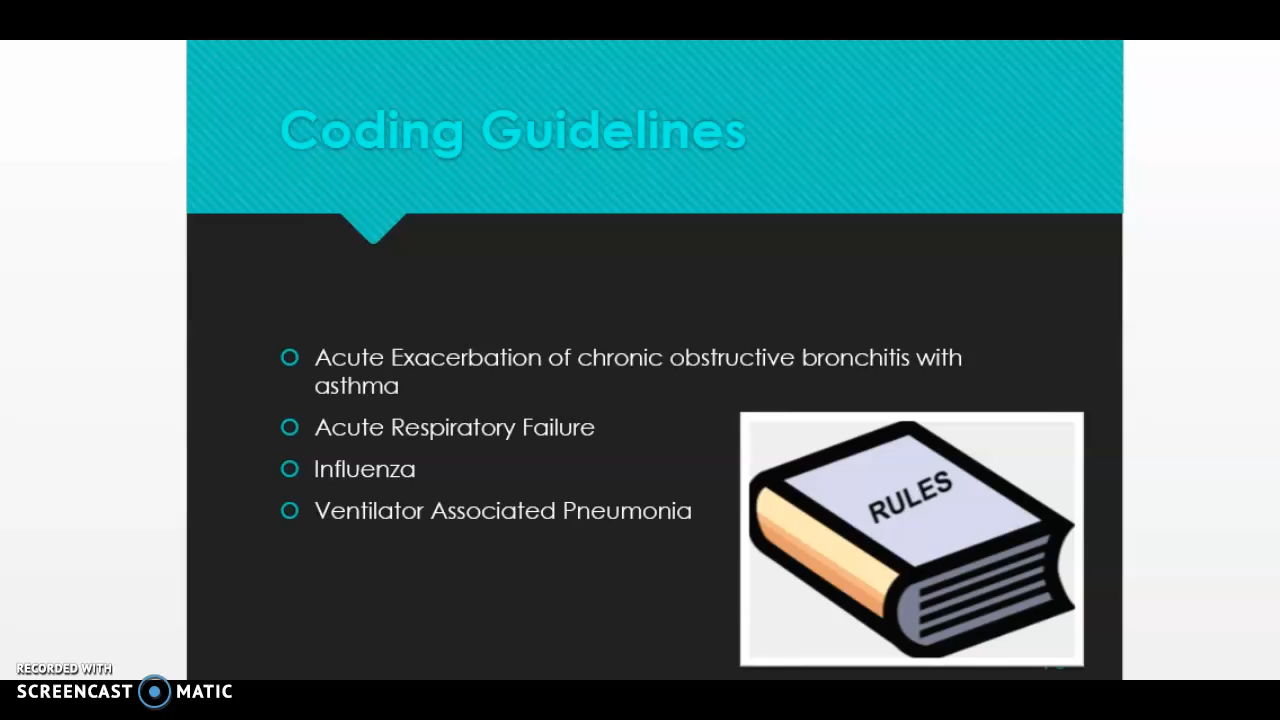 Coding Guidelines
Acute Exacerbation of chronic obstructive bronchitis with
asthma
Acute Respiratory Failure
Influenza
Ventilator Associated Pneumonia
RULES
RECORDED WITH
SCREENCAST MATIC